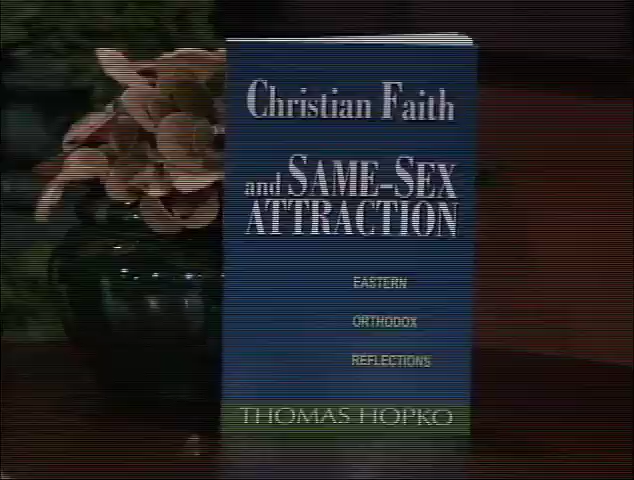 Christian Faith
and SAME-SEX
ATTRACTION
EASTERN
ORTHODOX
REFLECTIONS
THOMAS HOPKO